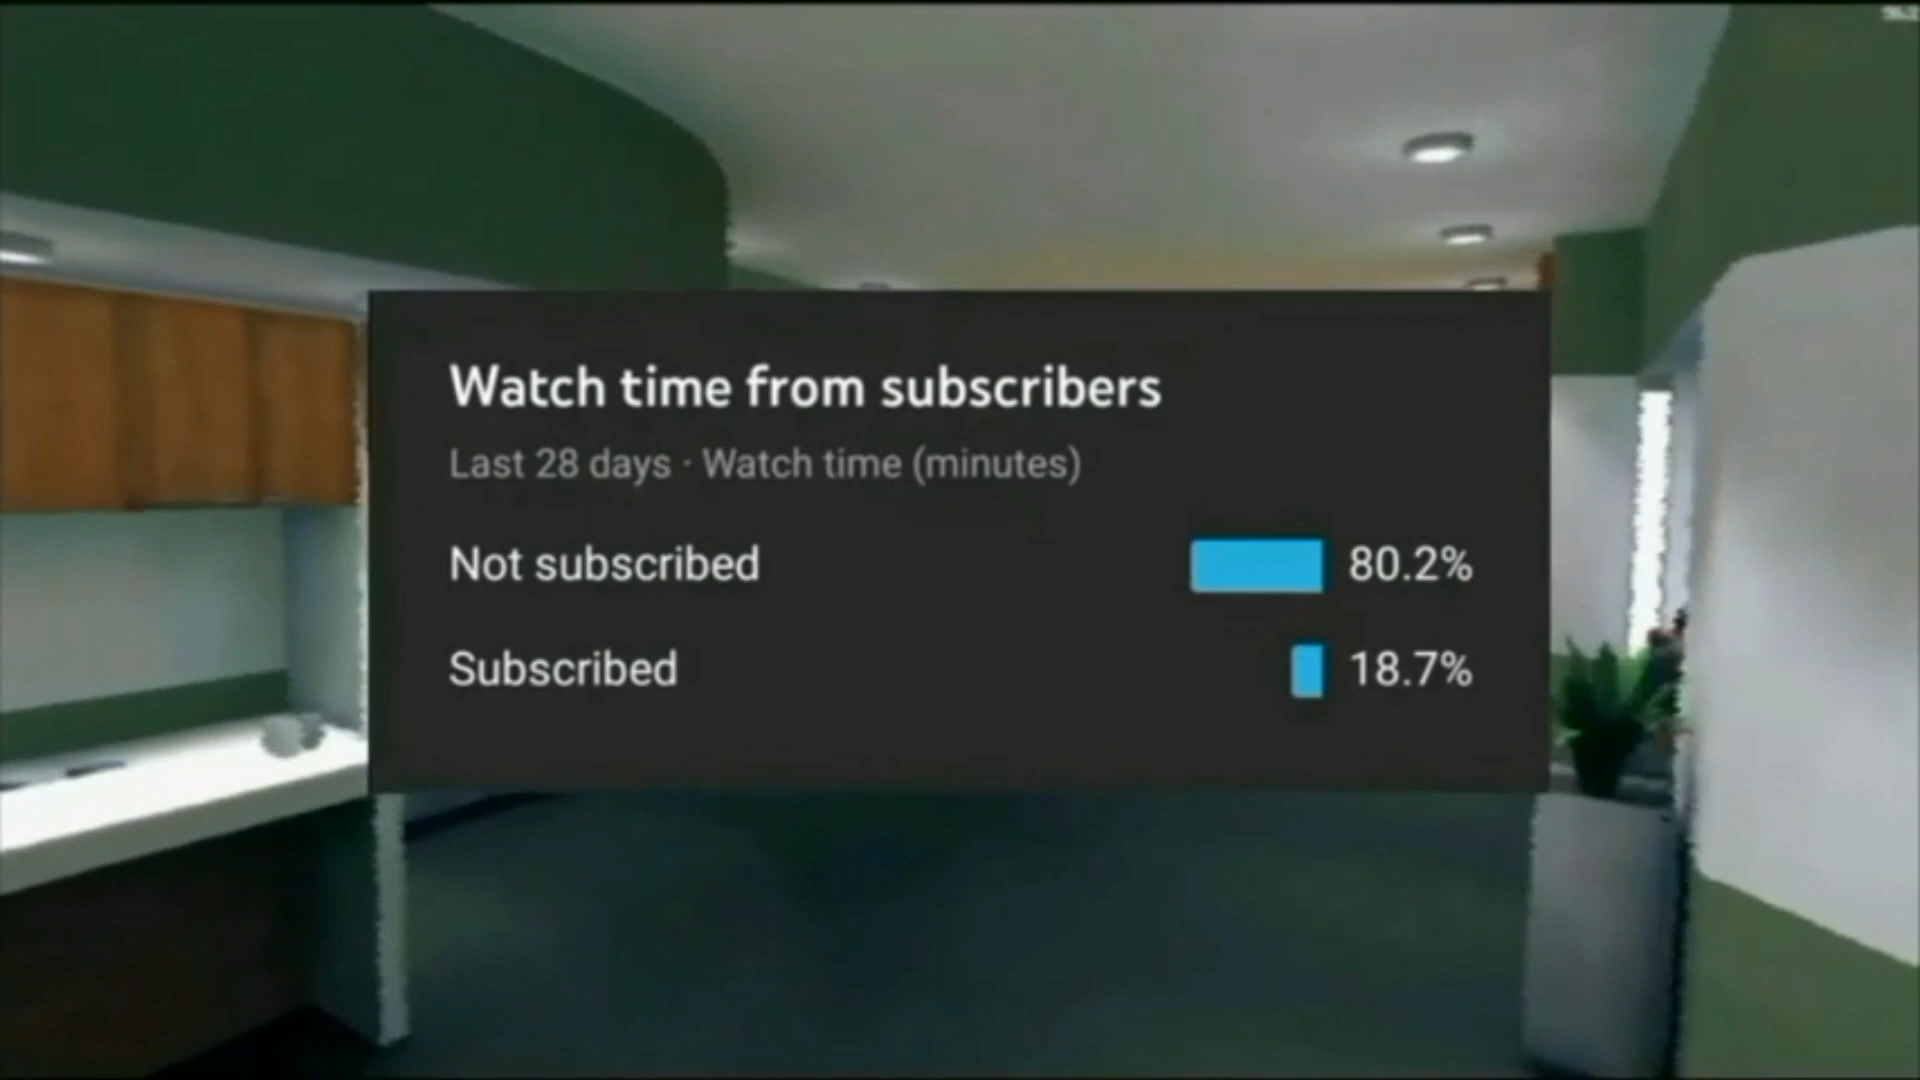 Watch time from subscribers
Last 28 days · Watch time (minutes)
Not subscribed 80.2%
Subscribed 18.7%